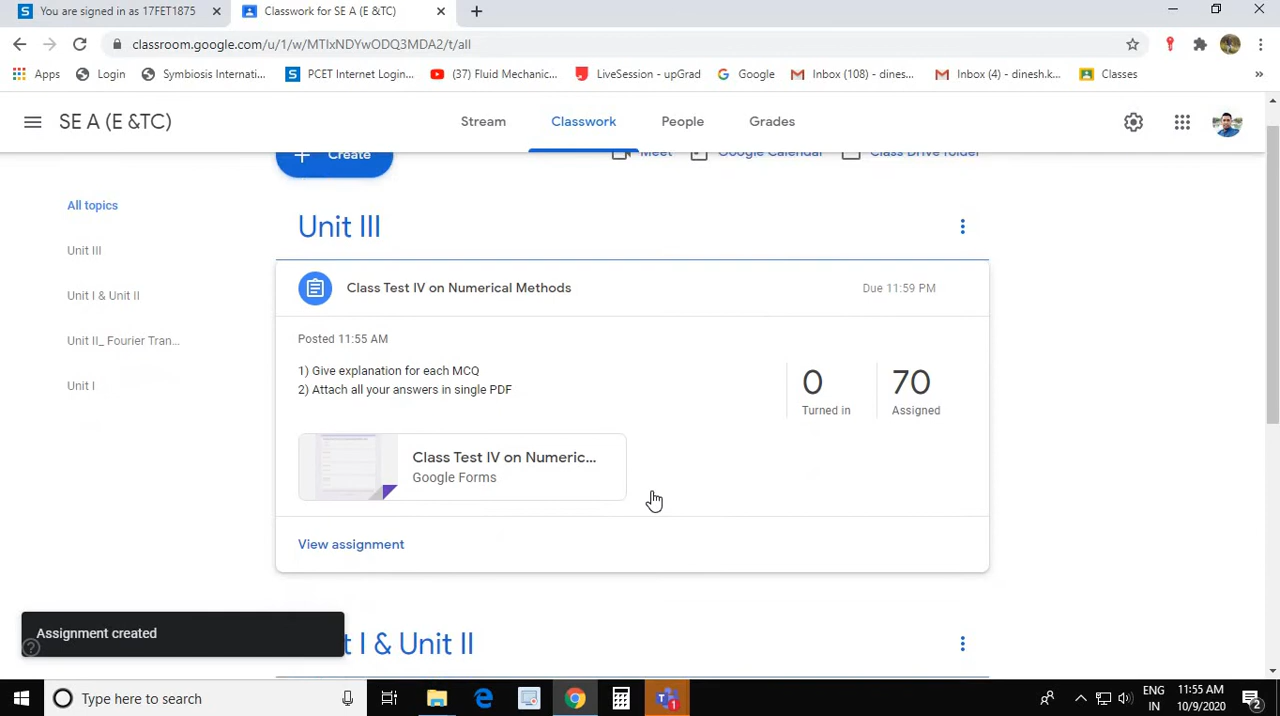 You are signed in as 17FET1875
Classwork for SE A (E &TC)
classroom.google.com/u/1/w/MTIxNDYwODQ3MDA2/t/all
Apps
Login
Symbiosis Internati...
PCET Internet Login...
(37) Fluid Mechanic...
LiveSession - upGrad
Google
Inbox (108) - dines...
Inbox (4) - dinesh.k...
Classes
SE A (E &TC)
Stream
Classwork
People
Grades
Create
Meet
Google Calendar
Class Drive folder
All topics
Unit III
Unit I & Unit II
Unit II_ Fourier Tran...
Unit I
Unit III
Class Test IV on Numerical Methods
Due 11:59 PM
Posted 11:55 AM
1) Give explanation for each MCQ
2) Attach all your answers in single PDF
0
Turned in
70
Assigned
Class Test IV on Numeric...
Google Forms
View assignment
Assignment created
t I & Unit II
Type here to search
1
ENG
IN
11:55 AM
10/9/2020
2